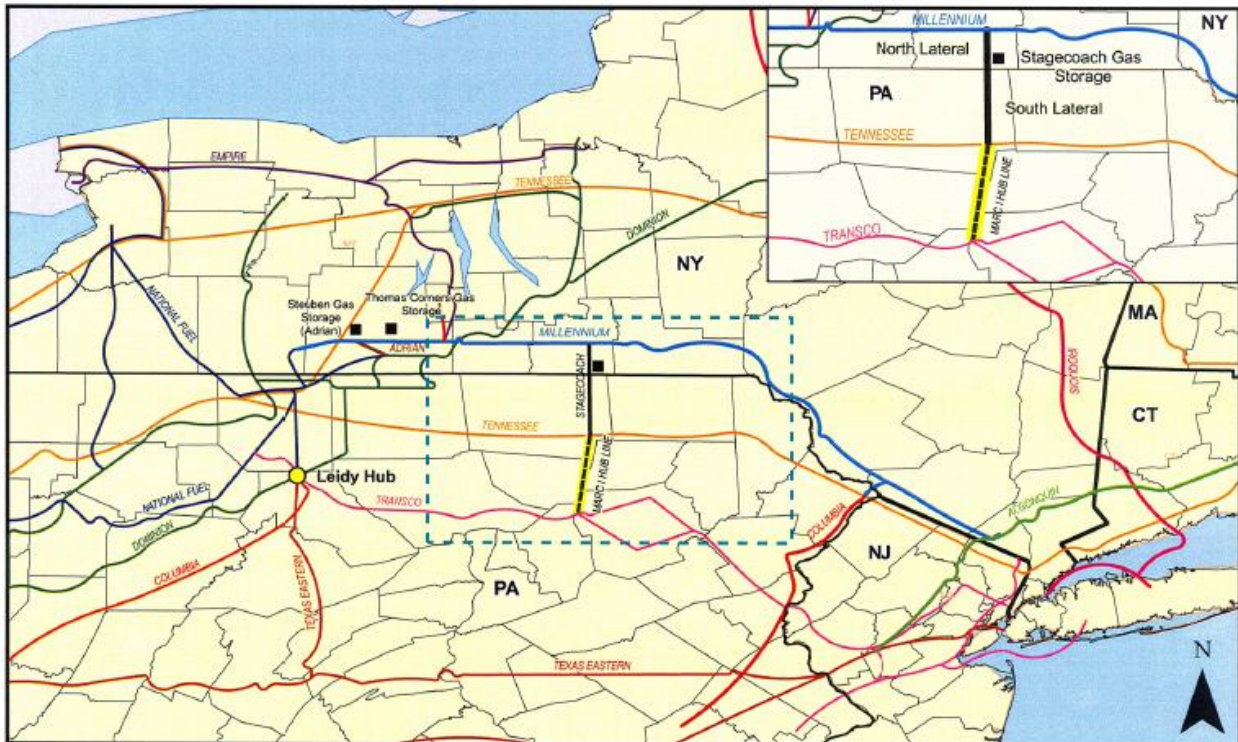 MILLENNIUM
NY
North Lateral
Stagecoach Gas
Storage
PA
South Lateral
TENNESSEE
MARC I HUB LINE
TRANSCO
EMPIRE
TENNESSEE
DOMINION
NY
NATIONAL FUEL
Steuben Gas
Storage
(Adrian)
Thomas Corners Gas
Storage
ADRIAN
MILLENNIUM
STAGECOACH
IROQUOIS
MA
CT
TENNESSEE
MARC I HUB LINE
Leidy Hub
NATIONAL FUEL
DOMINION
TRANSCO
COLUMBIA
ALGONQUIN
NJ
COLUMBIA
TEXAS EASTERN
PA
TEXAS EASTERN
N